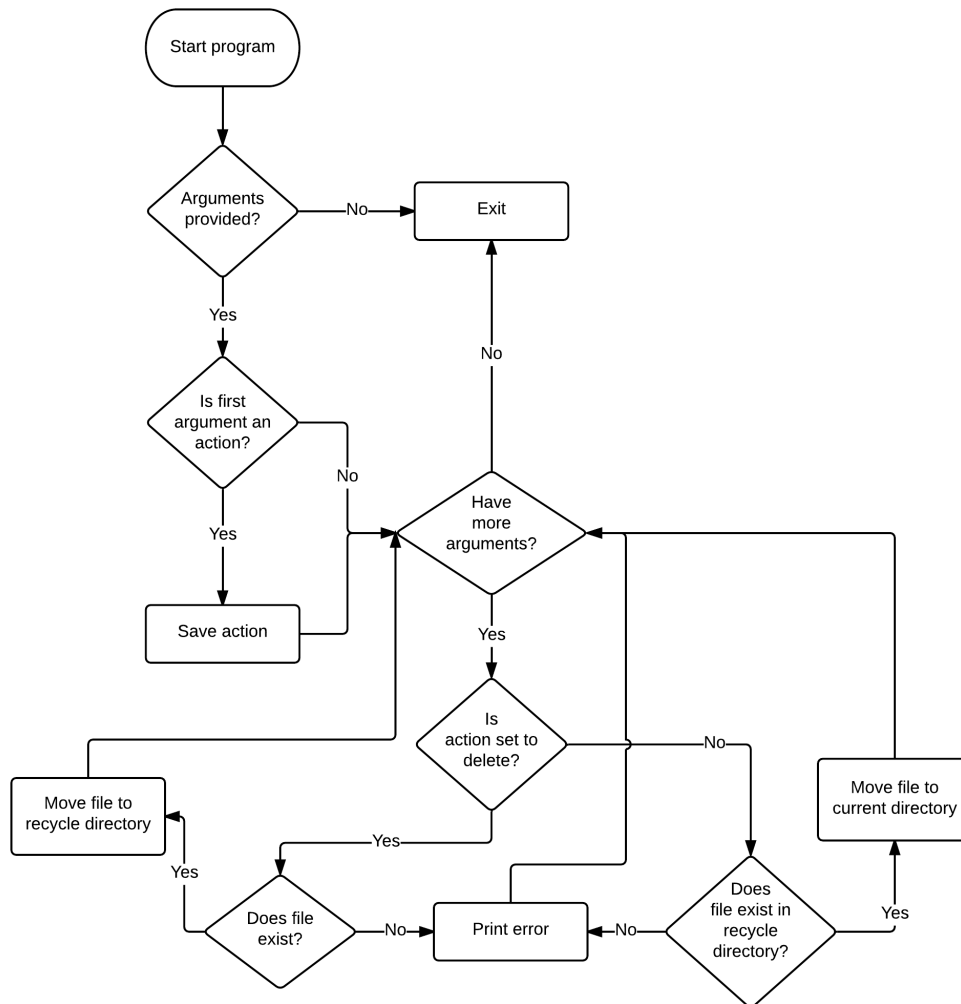 Start program
Arguments
provided?
No
Exit
Yes
No
Is first
argument an
action?
No
Have
more
arguments?
Yes
Save action
Yes
Is
action set to
delete?
No
Move file to
recycle directory
Move file to
current directory
Yes
Yes
Does file
exist?
No
Print error
No
Does
file exist in
recycle
directory?
Yes